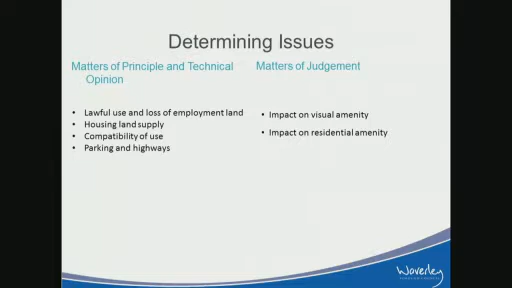 Determining Issues
Matters of Principle and Technical
Opinion
• Lawful use and loss of employment land
• Housing land supply
• Compatibility of use
• Parking and highways
Matters of Judgement
• Impact on visual amenity
• Impact on residential amenity
Waverley